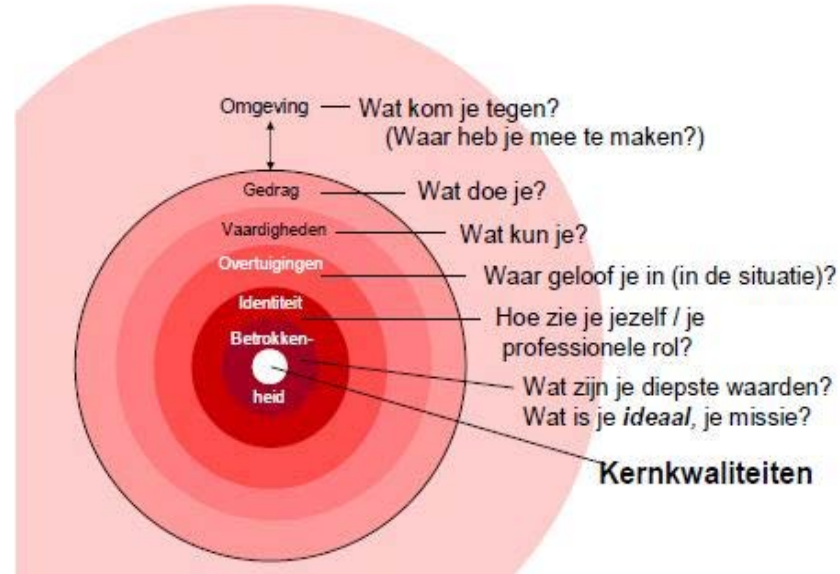 Omgeving
Wat kom je tegen?
(Waar heb je mee te maken?)
Gedrag
Wat doe je?
Vaardigheden
Wat kun je?
Overtuigingen
Waar geloof je in (in de situatie)?
Identiteit
Hoe zie je jezelf / je
professionele rol?
Betrokken-
heid
Wat zijn je diepste waarden?
Wat is je ideaal, je missie?
Kernkwaliteiten